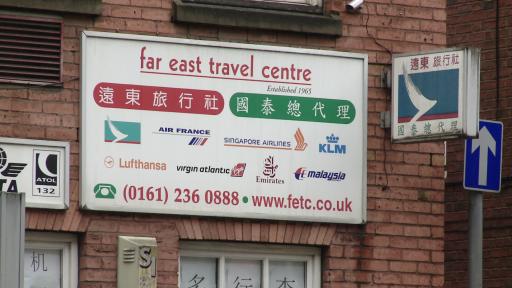 far east travel centre
Established 1965
遠東旅行社 國泰總代理
AIR FRANCE SINGAPORE AIRLINES KLM
Lufthansa virgin atlantic Emirates malaysia
(0161) 236 0888 • www.fetc.co.uk
遠東旅行社
國泰總代理
TA
ATOL
132
机